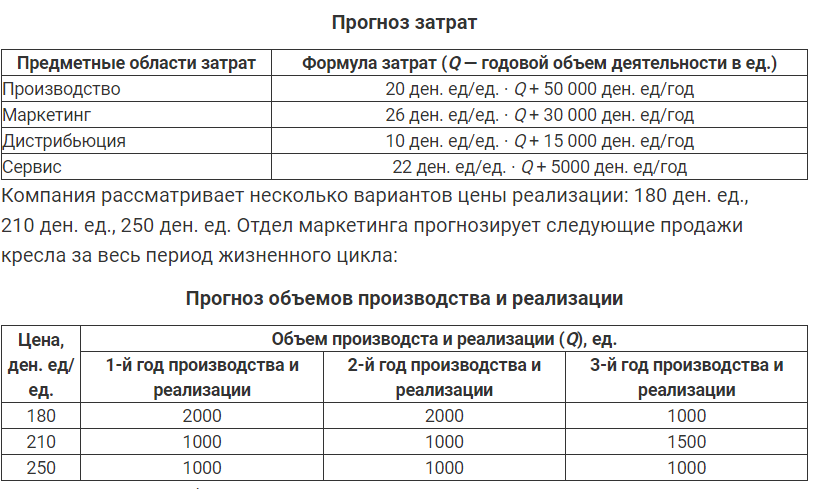 Прогноз затрат
Предметные области затрат Формула затрат (Q — годовой объем деятельности в ед.)
Производство 20 ден. ед/ед. · Q + 50 000 ден. ед/год
Маркетинг 26 ден. ед/ед. · Q + 30 000 ден. ед/год
Дистрибьюция 10 ден. ед/ед. · Q + 15 000 ден. ед/год
Сервис 22 ден. ед/ед. · Q + 5000 ден. ед/год
Компания рассматривает несколько вариантов цены реализации: 180 ден. ед.,
210 ден. ед., 250 ден. ед. Отдел маркетинга прогнозирует следующие продажи
кресла за весь период жизненного цикла:
Прогноз объемов производства и реализации
Цена, ден. ед/ ед. Объем производста и реализации (Q), ед.
1-й год производства и реализации 2-й год производства и реализации 3-й год производства и реализации
180 2000 2000 1000
210 1000 1000 1500
250 1000 1000 1000